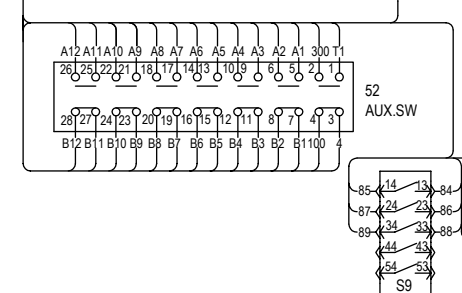 A12 A11 A10 A9 A8 A7 A6 A5 A4 A3 A2 A1 300 T1
26 25 22 21 18 17 14 13 10 9 6 5 2 1
52
AUX.SW
28 27 24 23 20 19 16 15 12 11 8 7 4 3
B12 B11 B10 B9 B8 B7 B6 B5 B4 B3 B2 B1 100 4
85 14 13 84
87 24 23 86
89 34 33 88
44 43
54 53
S9